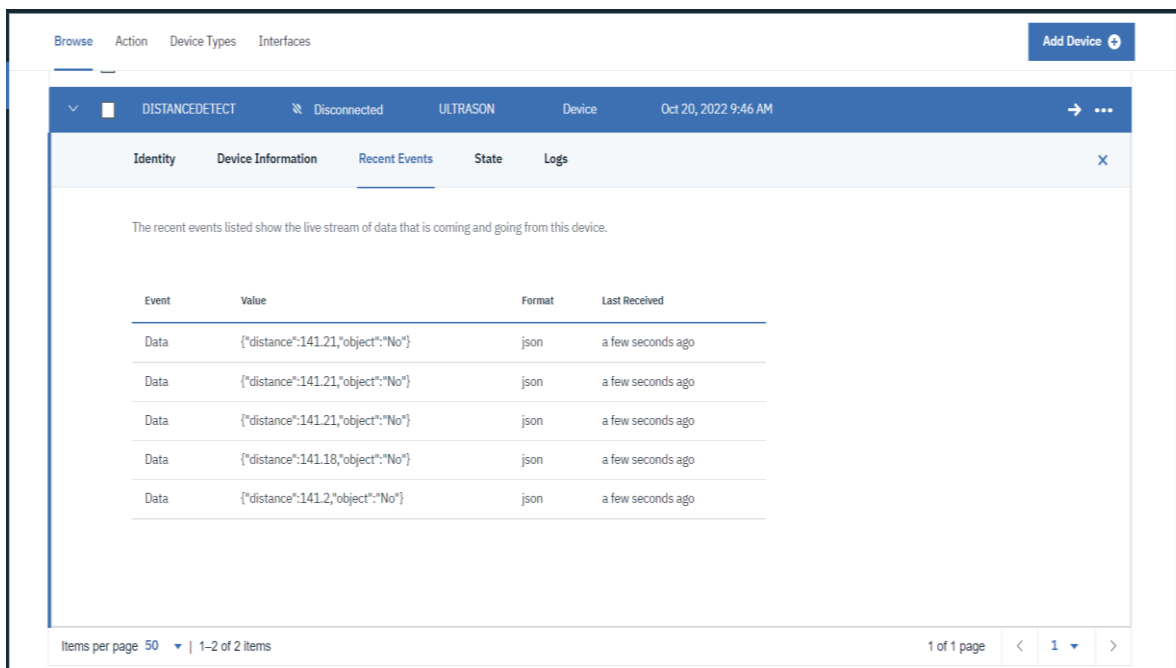 Browse Action Device Types Interfaces Add Device
DISTANCEDETECT Disconnected ULTRASON Device Oct 20, 2022 9:46 AM
Identity Device Information Recent Events State Logs
The recent events listed show the live stream of data that is coming and going from this device.
Event Value Format Last Received
Data {"distance":141.21,"object":"No"} json a few seconds ago
Data {"distance":141.21,"object":"No"} json a few seconds ago
Data {"distance":141.21,"object":"No"} json a few seconds ago
Data {"distance":141.18,"object":"No"} json a few seconds ago
Data {"distance":141.2,"object":"No"} json a few seconds ago
Items per page 50 | 1–2 of 2 items 1 of 1 page 1